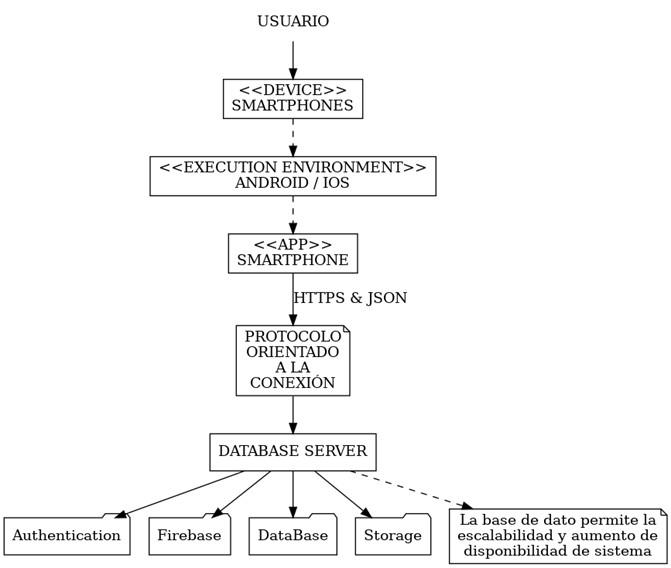 USUARIO
<<DEVICE>>
SMARTPHONES
<<EXECUTION ENVIRONMENT>>
ANDROID / IOS
<<APP>>
SMARTPHONE
HTTPS & JSON
PROTOCOLO
ORIENTADO
A LA
CONEXIÓN
DATABASE SERVER
Authentication
Firebase
DataBase
Storage
La base de dato permite la
escalabilidad y aumento de
disponibilidad de sistema